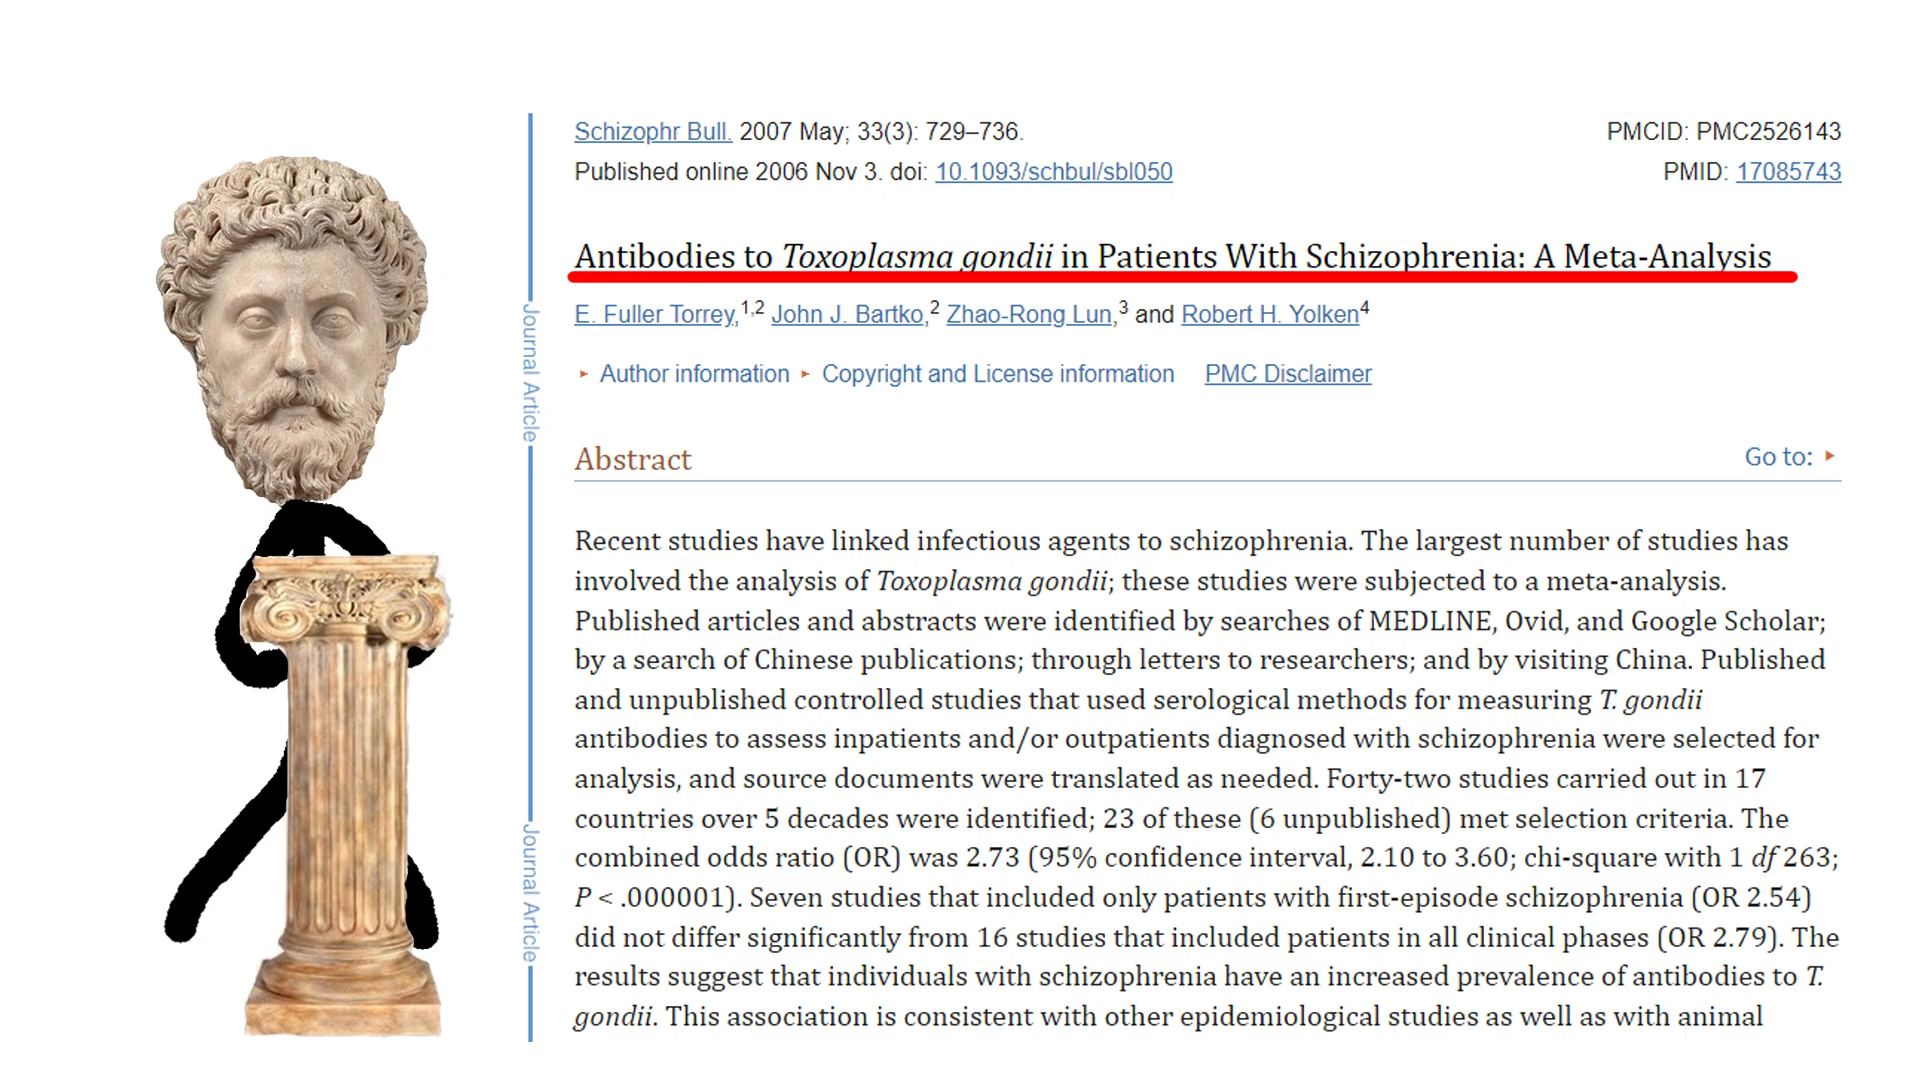 Schizophr Bull. 2007 May; 33(3): 729–736.
PMCID: PMC2526143
Published online 2006 Nov 3. doi: 10.1093/schbul/sbl050
PMID: 17085743
Antibodies to Toxoplasma gondii in Patients With Schizophrenia: A Meta-Analysis
E. Fuller Torrey,1,2 John J. Bartko,2 Zhao-Rong Lun,3 and Robert H. Yolken4
Author information Copyright and License information PMC Disclaimer
Abstract
Go to:
Recent studies have linked infectious agents to schizophrenia. The largest number of studies has
involved the analysis of Toxoplasma gondii; these studies were subjected to a meta-analysis.
Published articles and abstracts were identified by searches of MEDLINE, Ovid, and Google Scholar;
by a search of Chinese publications; through letters to researchers; and by visiting China. Published
and unpublished controlled studies that used serological methods for measuring T. gondii
antibodies to assess inpatients and/or outpatients diagnosed with schizophrenia were selected for
analysis, and source documents were translated as needed. Forty-two studies carried out in 17
countries over 5 decades were identified; 23 of these (6 unpublished) met selection criteria. The
combined odds ratio (OR) was 2.73 (95% confidence interval, 2.10 to 3.60; chi-square with 1 df 263;
P < .000001). Seven studies that included only patients with first-episode schizophrenia (OR 2.54)
did not differ significantly from 16 studies that included patients in all clinical phases (OR 2.79). The
results suggest that individuals with schizophrenia have an increased prevalence of antibodies to T.
gondii. This association is consistent with other epidemiological studies as well as with animal
Journal Article
Journal Article